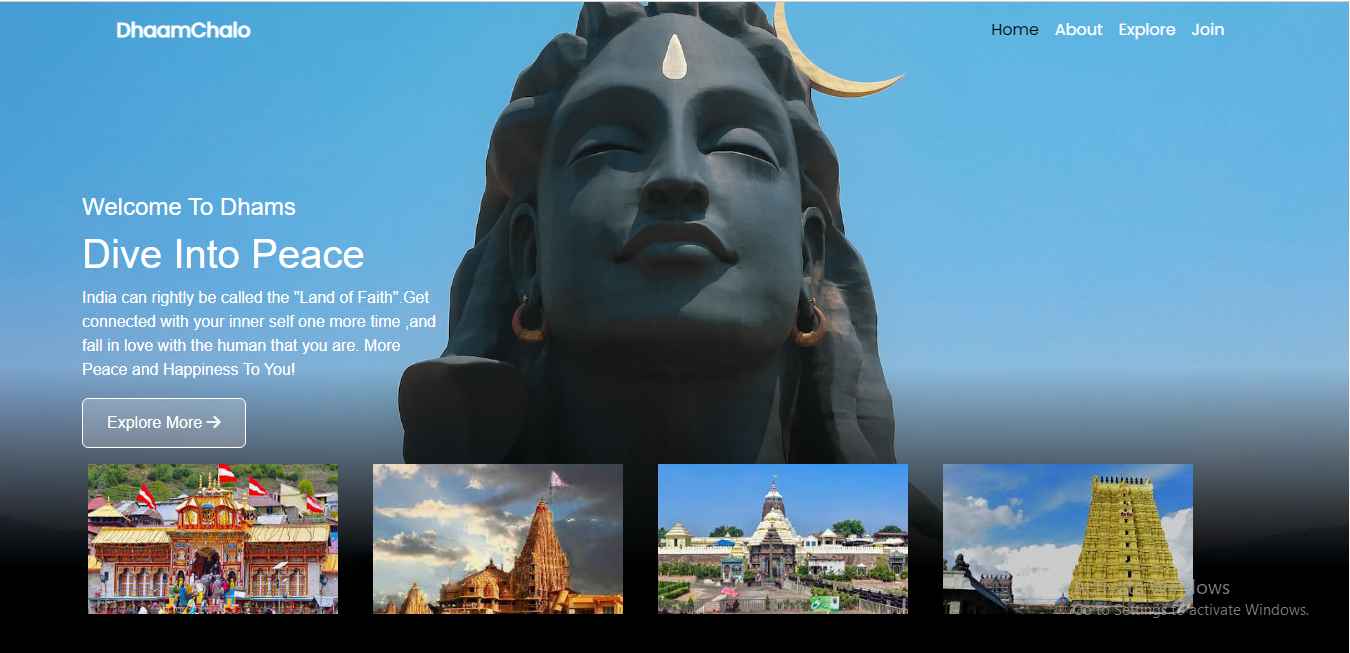 DhaamChalo
Home About Explore Join
Welcome To Dhams
Dive Into Peace
India can rightly be called the "Land of Faith".Get
connected with your inner self one more time ,and
fall in love with the human that you are. More
Peace and Happiness To You!
Explore More
Go to Settings to activate Windows.